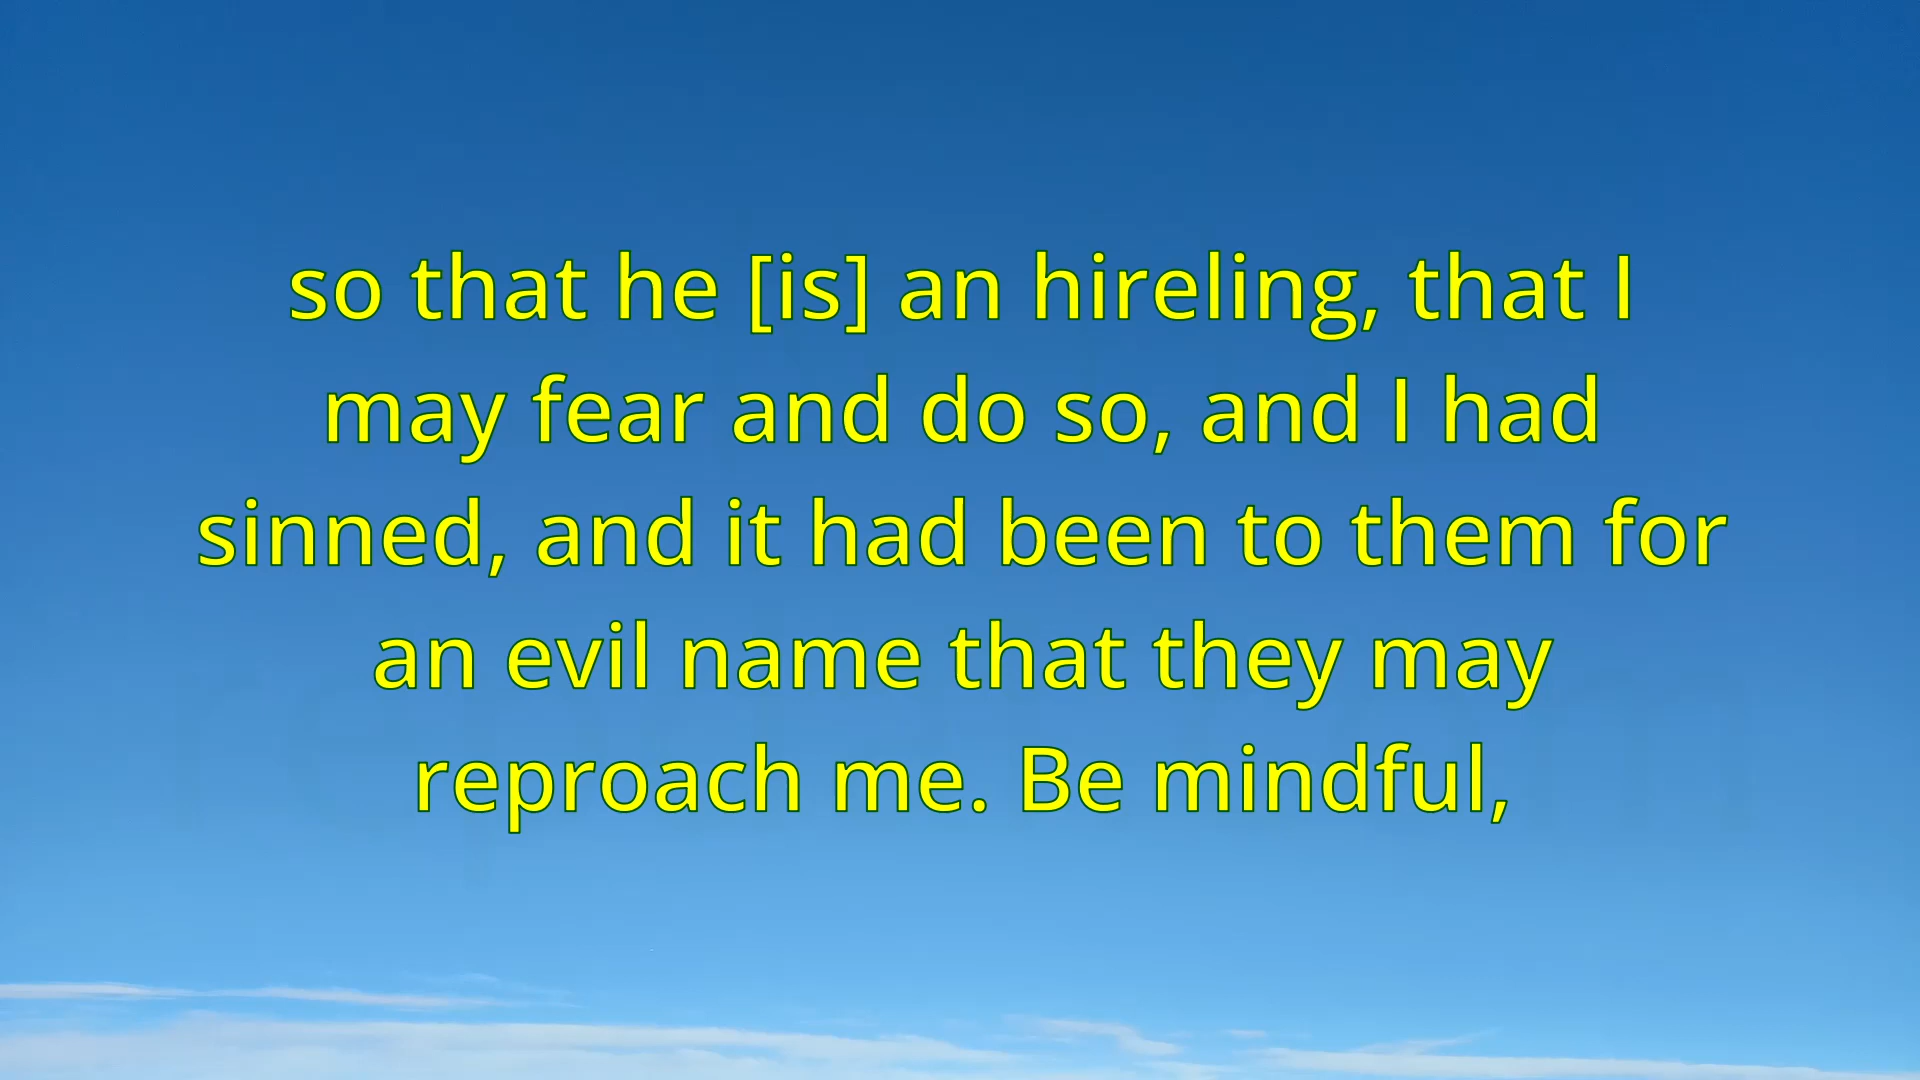 so that he [is] an hireling, that I
may fear and do so, and I had
sinned, and it had been to them for
an evil name that they may
reproach me. Be mindful,